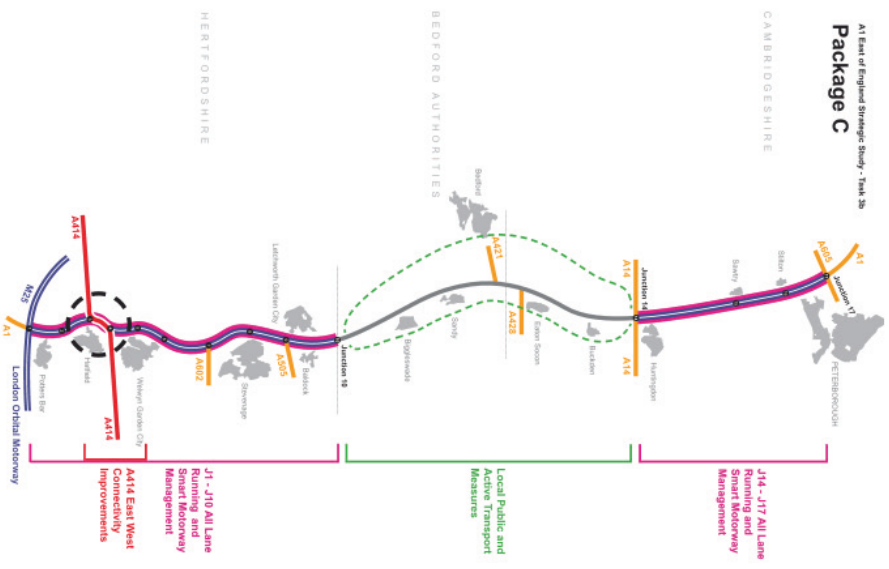 A1 East of England Strategic Study - Task 3b
Package C
CAMBRIDGESHIRE
BEDFORD AUTHORITIES
HERTFORDSHIRE
A1
A605
Junction 17
PETERBOROUGH
Stilton
Sawtry
A14
Junction 14
A14
Huntingdon
Buckden
Eaton Socon
A428
A421
Bedford
Sandy
Biggleswade
Junction 10
Letchworth Garden City
Baldock
A505
Stevenage
A602
Welwyn Garden City
A414
A414
Hatfield
M25
Potters Bar
A1
London Orbital Motorway
J14 - J17 All Lane
Running and
Smart Motorway
Management
Local Public and
Active Transport
Measures
J1 - J10 All Lane
Running and
Smart Motorway
Management
A414 East West
Connectivity
Improvements